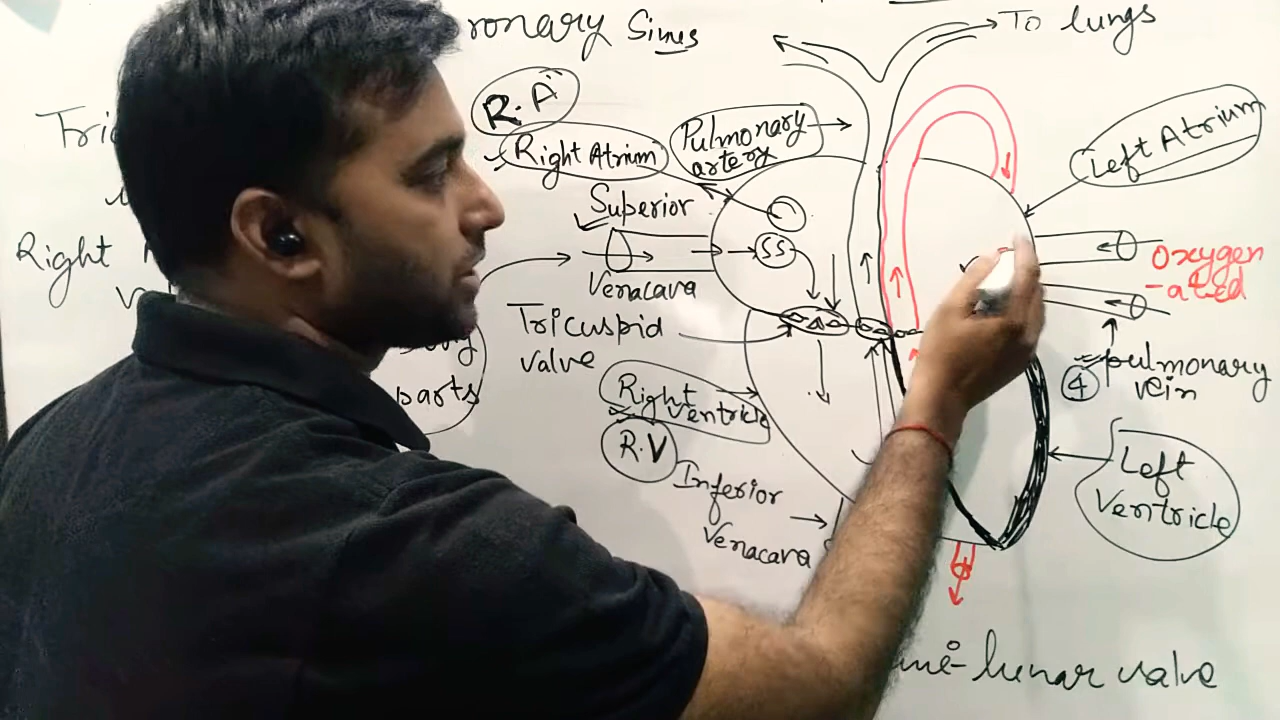 ronary Sinus
To lungs
R.A
Right Atrium
Pulmonary
artery
Left Atrium
Superior
Venacava
SS
Oxygen
-ated
Tricuspid
valve
Right
parts
Right
Ventricle
R.V
4
pulmonary
vein
Left
Ventricle
Inferior
Venacava
lunar valve